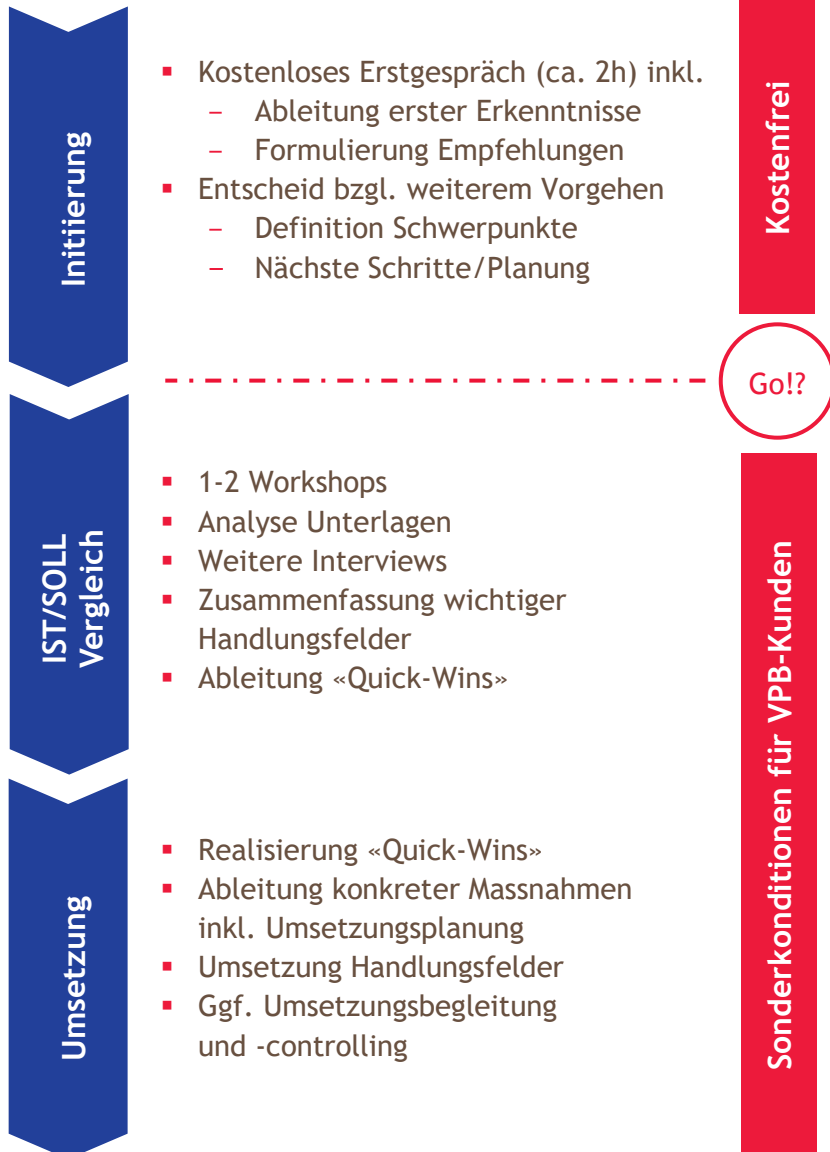 Initiierung
▪ Kostenloses Erstgespräch (ca. 2h) inkl.
– Ableitung erster Erkenntnisse
– Formulierung Empfehlungen
▪ Entscheid bzgl. weiterem Vorgehen
– Definition Schwerpunkte
– Nächste Schritte/Planung
Kostenfrei
Go!?
IST/SOLL
Vergleich
▪ 1-2 Workshops
▪ Analyse Unterlagen
▪ Weitere Interviews
▪ Zusammenfassung wichtiger
Handlungsfelder
▪ Ableitung «Quick-Wins»
Umsetzung
▪ Realisierung «Quick-Wins»
▪ Ableitung konkreter Massnahmen
inkl. Umsetzungsplanung
▪ Umsetzung Handlungsfelder
▪ Ggf. Umsetzungsbegleitung
und -controlling
Sonderkonditionen für VPB-Kunden